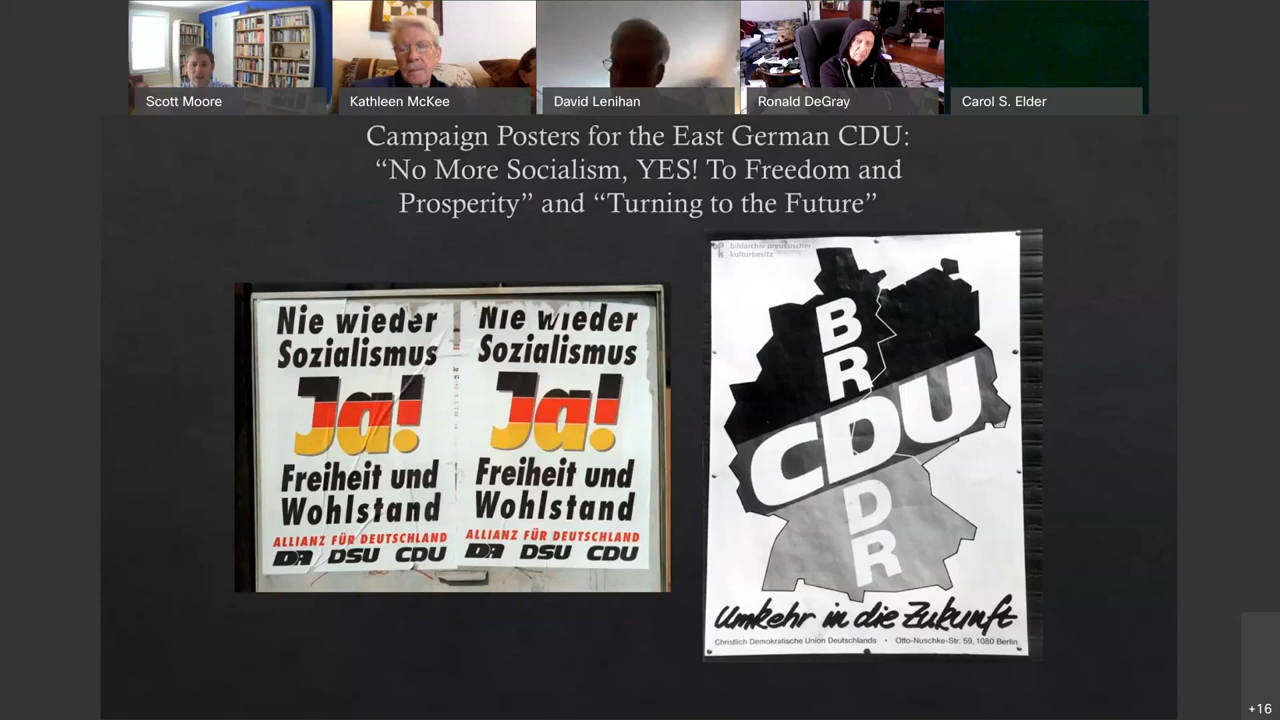 Scott Moore
Kathleen McKee
David Lenihan
Ronald DeGray
Carol S. Elder
Campaign Posters for the East German CDU:
“No More Socialism, YES! To Freedom and
Prosperity” and “Turning to the Future”
Nie wieder
Sozialismus
Ja!
Freiheit und
Wohlstand
ALLIANZ FÜR DEUTSCHLAND
DA DSU CDU
Nie wieder
Sozialismus
Ja!
Freiheit und
Wohlstand
ALLIANZ FÜR DEUTSCHLAND
DA DSU CDU
bildarchiv preussischer
kulturbesitz
B
R
CDU
D
R
Umkehr in die Zukunft
Christlich Demokratische Union Deutschlands • Otto-Nuschke-Str. 59, 1080 Berlin
+16